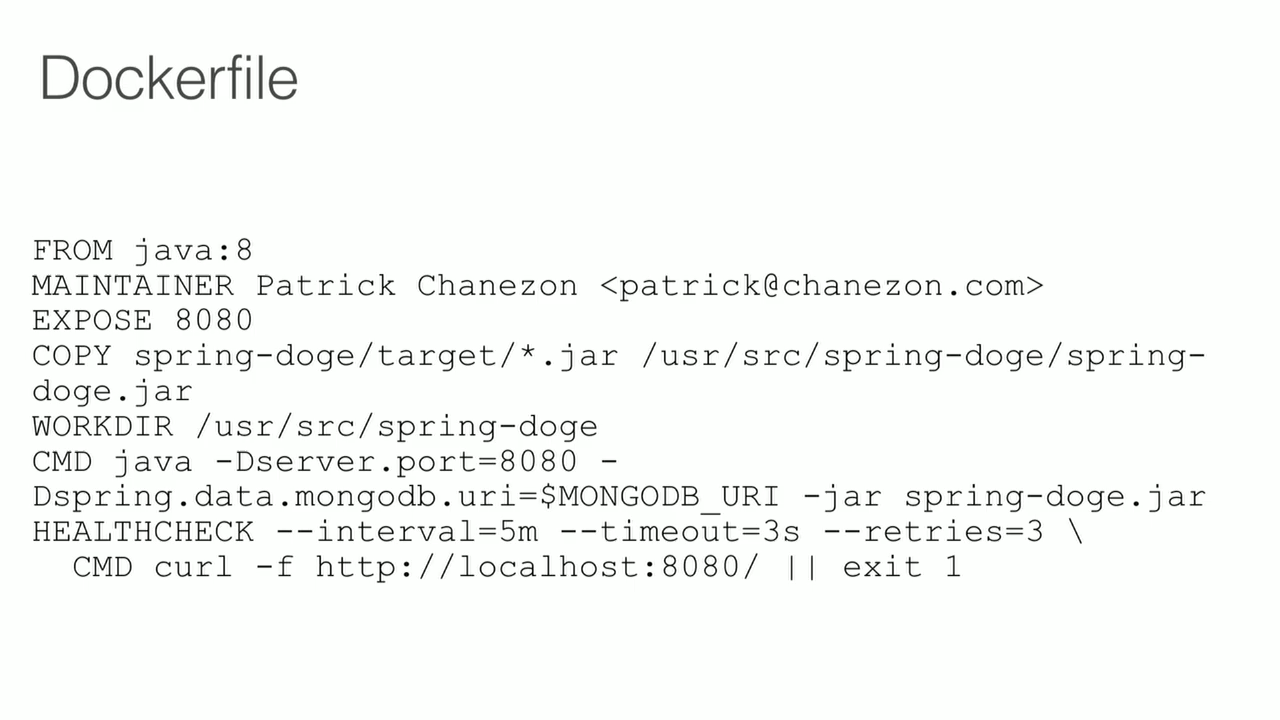 Dockerfile
FROM java:8
MAINTAINER Patrick Chanezon <patrick@chanezon.com>
EXPOSE 8080
COPY spring-doge/target/*.jar /usr/src/spring-doge/spring-
doge.jar
WORKDIR /usr/src/spring-doge
CMD java -Dserver.port=8080 -
Dspring.data.mongodb.uri=$MONGODB_URI -jar spring-doge.jar
HEALTHCHECK --interval=5m --timeout=3s --retries=3 \
  CMD curl -f http://localhost:8080/ || exit 1